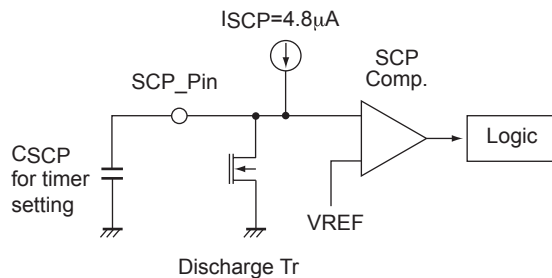 ISCP=4.8μA
SCP_Pin
SCP
Comp.
Logic
CSCP
for timer
setting
VREF
Discharge Tr